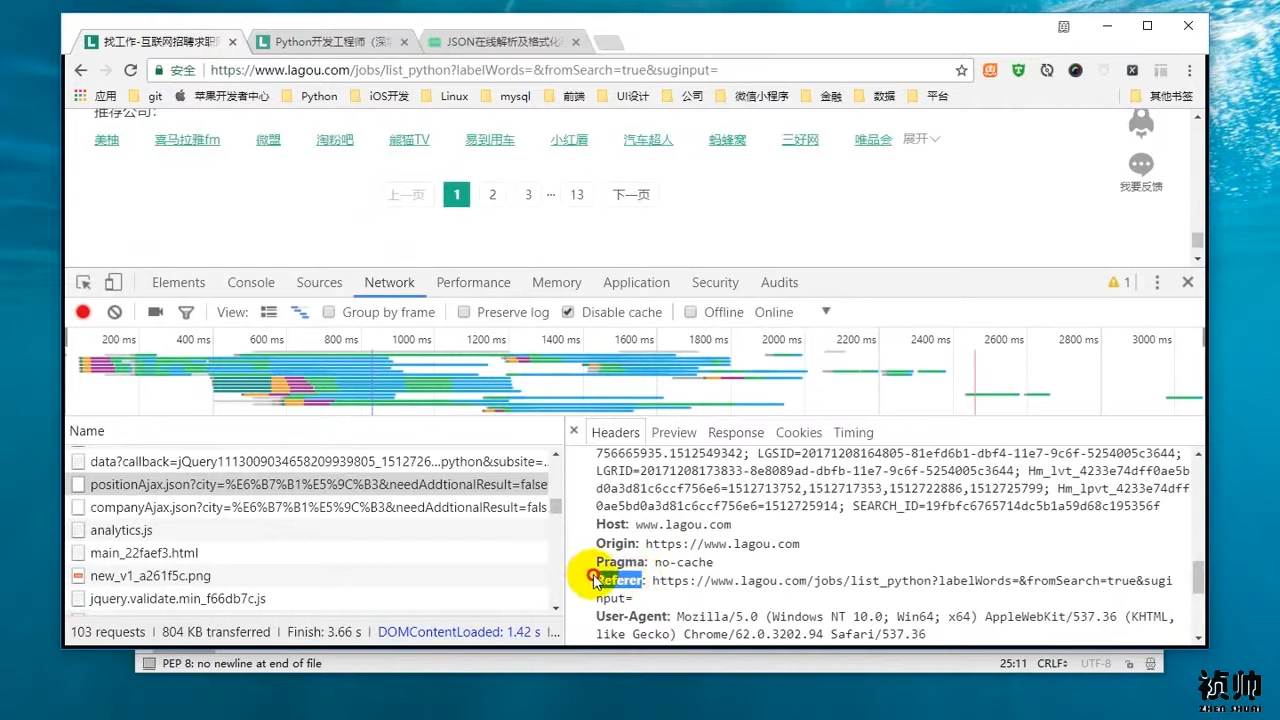 找工作-互联网招聘求职
Python开发工程师（深
JSON在线解析及格式化
安全 https://www.lagou.com/jobs/list_python?labelWords=&fromSearch=true&suginput=
应用 git 苹果开发者中心 Python iOS开发 Linux mysql 前端 UI设计 公司 微信小程序 金融 数据 平台 其他书签
推荐公司:
美柚 喜马拉雅fm 微盟 淘粉吧 熊猫TV 易到用车 小红唇 汽车超人 蚂蜂窝 三好网 唯品会 展开
我要反馈
上一页 1 2 3 ... 13 下一页
Elements Console Sources Network Performance Memory Application Security Audits 1
View: Group by frame Preserve log Disable cache Offline Online
200 ms 400 ms 600 ms 800 ms 1000 ms 1200 ms 1400 ms 1600 ms 1800 ms 2000 ms 2200 ms 2400 ms 2600 ms 2800 ms 3000 ms
Name
data?callback=jQuery1113009034658209939805_1512726...python&subsite=..
positionAjax.json?city=%E6%B7%B1%E5%9C%B3&needAddtionalResult=false
companyAjax.json?city=%E6%B7%B1%E5%9C%B3&needAddtionalResult=fals
analytics.js
main_22faef3.html
new_v1_a261f5c.png
jquery.validate.min_f66db7c.js
103 requests | 804 KB transferred | Finish: 3.66 s | DOMContentLoaded: 1.42 s |...
Headers Preview Response Cookies Timing
756665935.1512549342; LGSID=20171208164805-81efd6b1-dbf4-11e7-9c6f-5254005c3644;
LGRID=20171208173833-8e8089ad-dbfb-11e7-9c6f-5254005c3644; Hm_lvt_4233e74dff0ae5b
d0a3d81c6ccf756e6=1512713752,1512717353,1512722886,1512725799; Hm_lpvt_4233e74dff
0ae5bd0a3d81c6ccf756e6=1512725914; SEARCH_ID=19fbfc6765714dc5b1a59d68c195356f
Host: www.lagou.com
Origin: https://www.lagou.com
Pragma: no-cache
Referer: https://www.lagou.com/jobs/list_python?labelWords=&fromSearch=true&sugi
nput=
User-Agent: Mozilla/5.0 (Windows NT 10.0; Win64; x64) AppleWebKit/537.36 (KHTML,
like Gecko) Chrome/62.0.3202.94 Safari/537.36
PEP 8: no newline at end of file 25:11 CRLF UTF-8
祯帅
ZHEN SHUAI